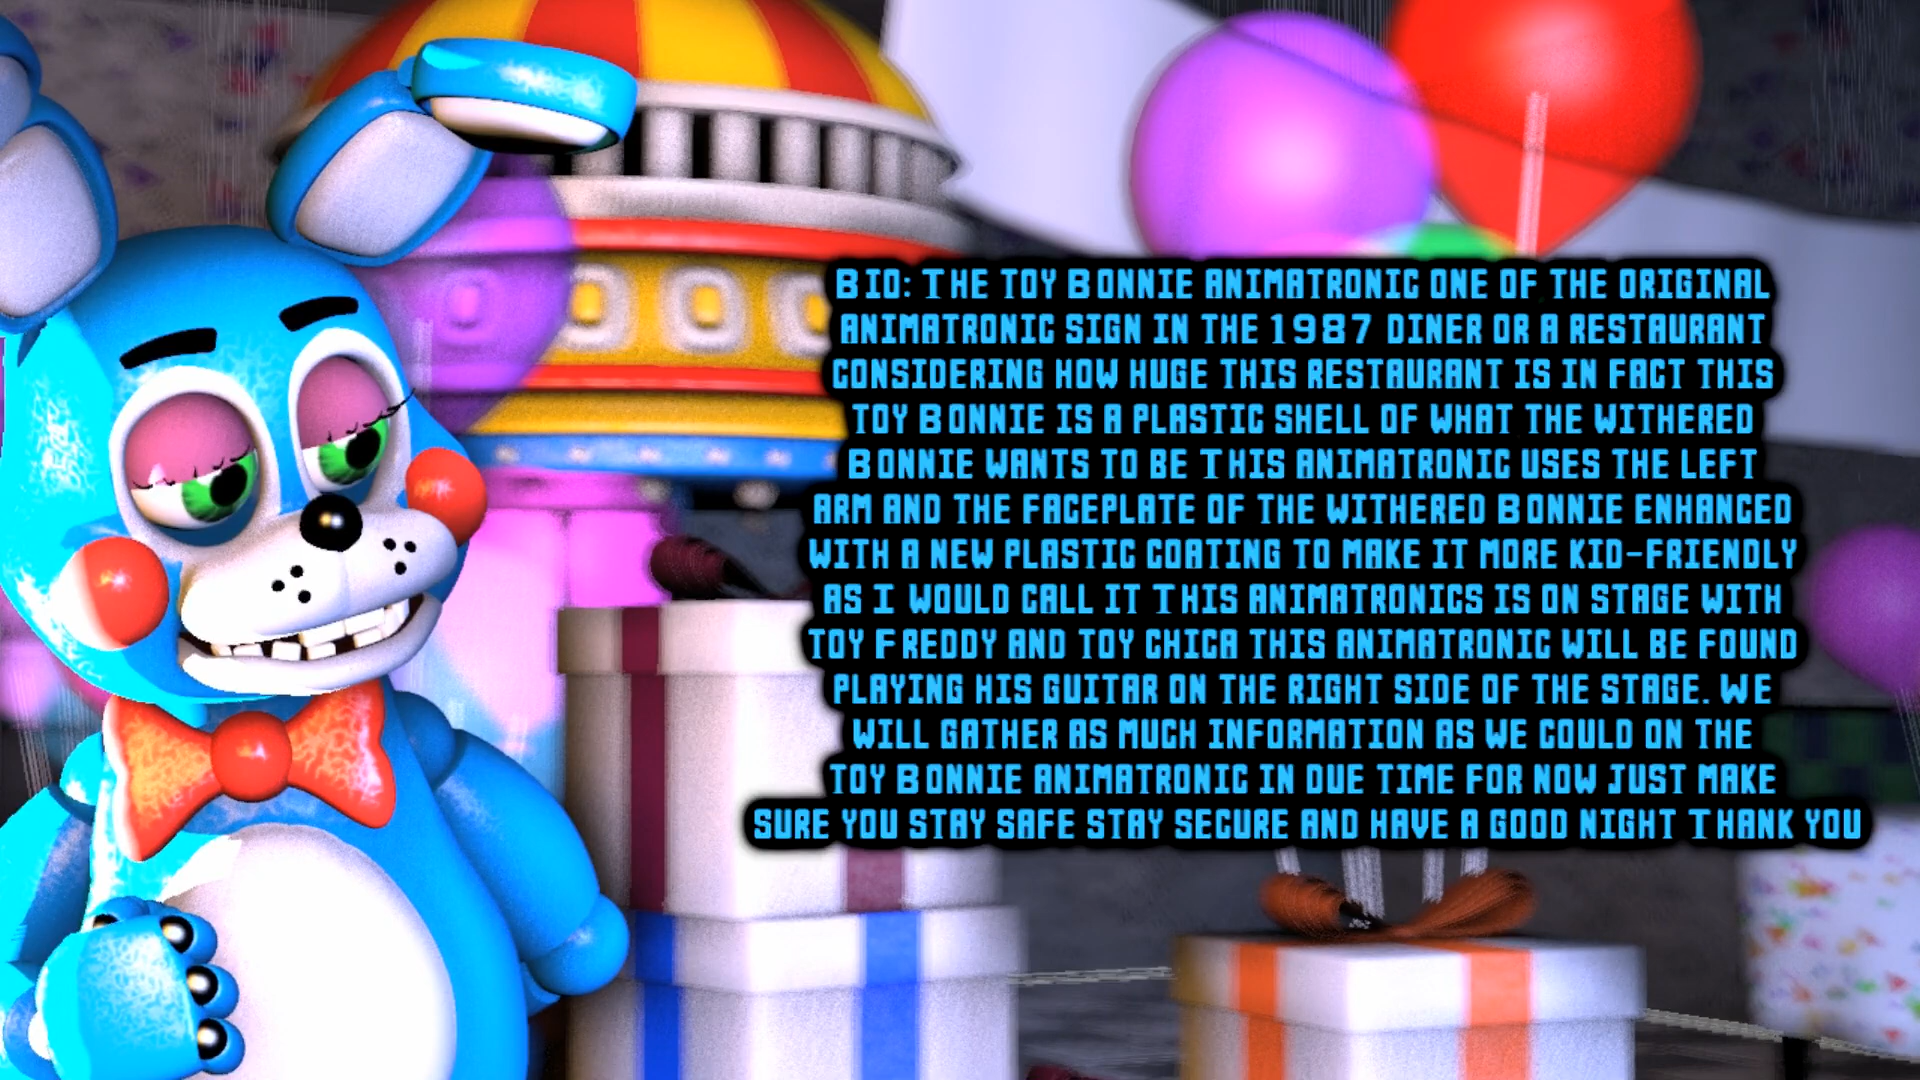 BIO: THE TOY BONNIE ANIMATRONIC ONE OF THE ORIGINAL
ANIMATRONIC SIGN IN THE 1987 DINER OR A RESTAURANT
CONSIDERING HOW HUGE THIS RESTAURANT IS IN FACT THIS
TOY BONNIE IS A PLASTIC SHELL OF WHAT THE WITHERED
BONNIE WANTS TO BE THIS ANIMATRONIC USES THE LEFT
ARM AND THE FACEPLATE OF THE WITHERED BONNIE ENHANCED
WITH A NEW PLASTIC COATING TO MAKE IT MORE KID-FRIENDLY
AS I WOULD CALL IT THIS ANIMATRONICS IS ON STAGE WITH
TOY FREDDY AND TOY CHICA THIS ANIMATRONIC WILL BE FOUND
PLAYING HIS GUITAR ON THE RIGHT SIDE OF THE STAGE. WE
WILL GATHER AS MUCH INFORMATION AS WE COULD ON THE
TOY BONNIE ANIMATRONIC IN DUE TIME FOR NOW JUST MAKE
SURE YOU STAY SAFE STAY SECURE AND HAVE A GOOD NIGHT THANK YOU